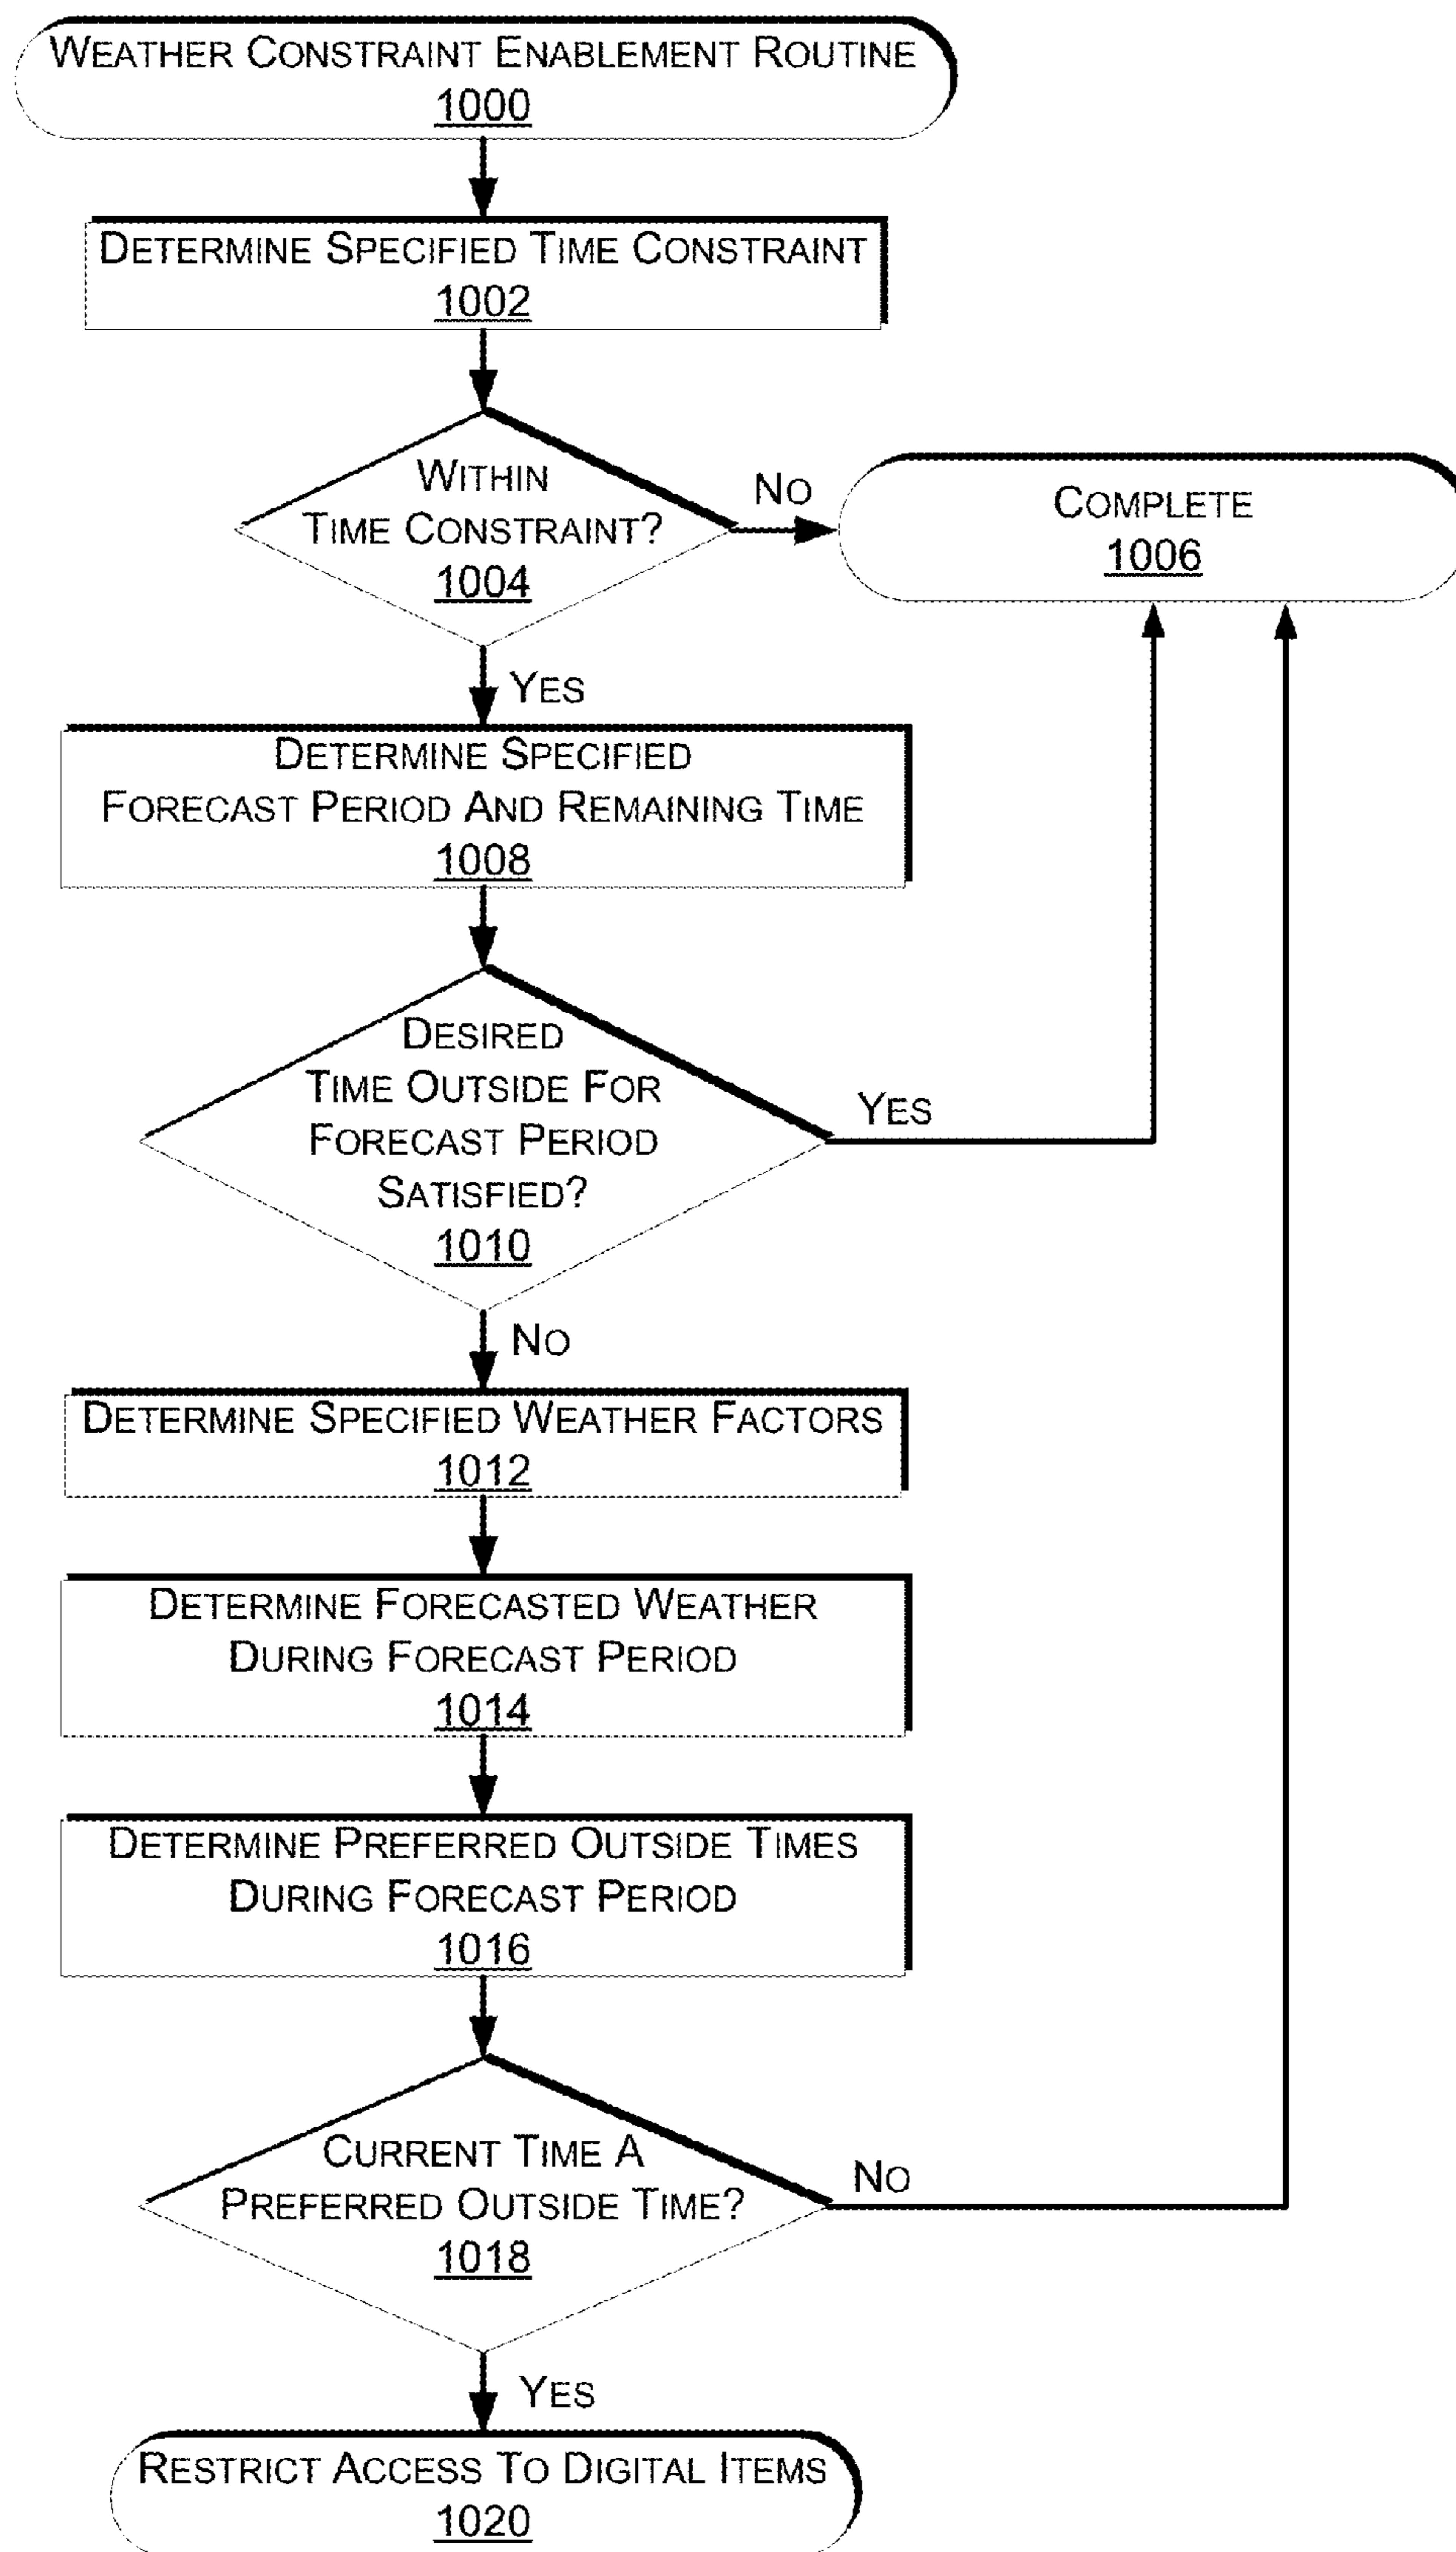 WEATHER CONSTRAINT ENABLEMENT ROUTINE
1000
DETERMINE SPECIFIED TIME CONSTRAINT
1002
WITHIN
TIME CONSTRAINT?
1004
NO
COMPLETE
1006
YES
DETERMINE SPECIFIED
FORECAST PERIOD AND REMAINING TIME
1008
DESIRED
TIME OUTSIDE FOR
FORECAST PERIOD
SATISFIED?
1010
YES
NO
DETERMINE SPECIFIED WEATHER FACTORS
1012
DETERMINE FORECASTED WEATHER
DURING FORECAST PERIOD
1014
DETERMINE PREFERRED OUTSIDE TIMES
DURING FORECAST PERIOD
1016
CURRENT TIME A
PREFERRED OUTSIDE TIME?
1018
NO
YES
RESTRICT ACCESS TO DIGITAL ITEMS
1020